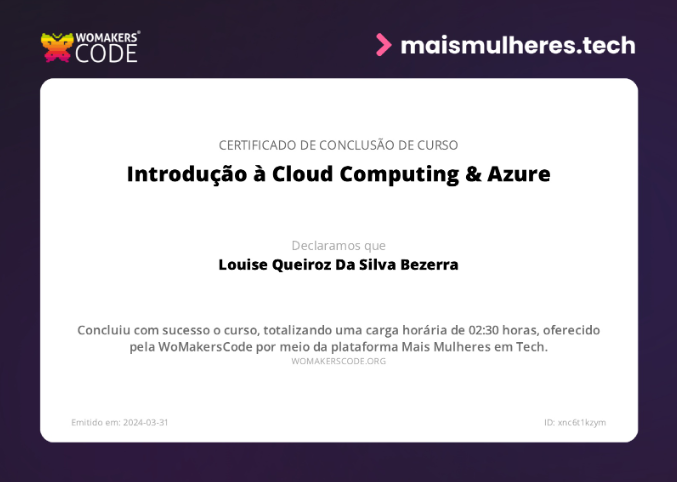 WOMAKERS
CODE
maismulheres.tech
CERTIFICADO DE CONCLUSÃO DE CURSO
Introdução à Cloud Computing & Azure
Declaramos que
Louise Queiroz Da Silva Bezerra
Concluiu com sucesso o curso, totalizando uma carga horária de 02:30 horas, oferecido
pela WoMakersCode por meio da plataforma Mais Mulheres em Tech.
WOMAKERSCODE.ORG
Emitido em: 2024-03-31
ID: xnc6t1kzym